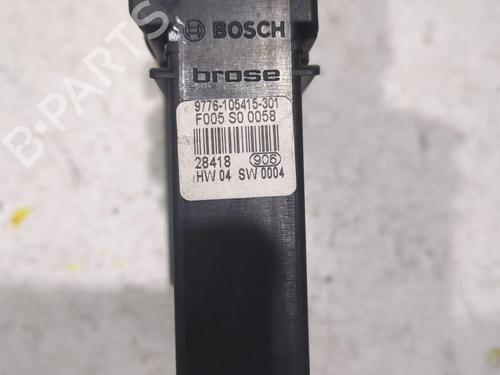 BOSCH
brose
9776-105415-301
F005 S0 0058
28418 906
HW 04 SW 0004
B-PARTS